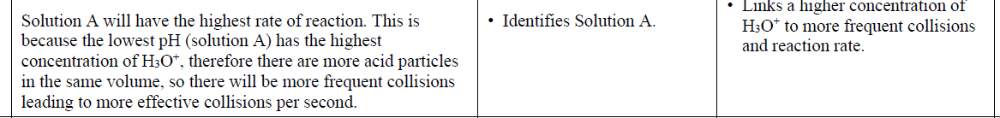 Solution A will have the highest rate of reaction. This is
because the lowest pH (solution A) has the highest
concentration of H₃O⁺, therefore there are more acid particles
in the same volume, so there will be more frequent collisions
leading to more effective collisions per second.
• Identifies Solution A.
• Links a higher concentration of
H₃O⁺ to more frequent collisions
and reaction rate.